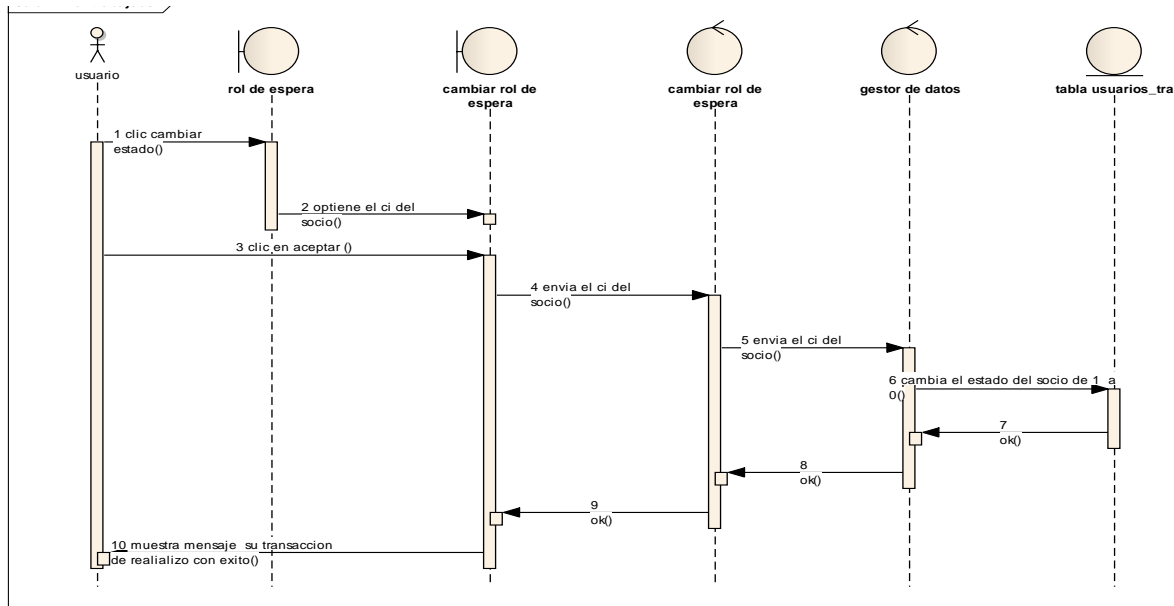 usuario
rol de espera
cambiar rol de
espera
cambiar rol de
espera
gestor de datos
tabla usuarios_tra
1 clic cambiar
estado()
2 optiene el ci del
socio()
3 clic en aceptar ()
4 envia el ci del
socio()
5 envia el ci del
socio()
6 cambia el estado del socio de 1 a
0()
7
ok()
8
ok()
9
ok()
10 muestra mensaje su transaccion
de realializo con exito()